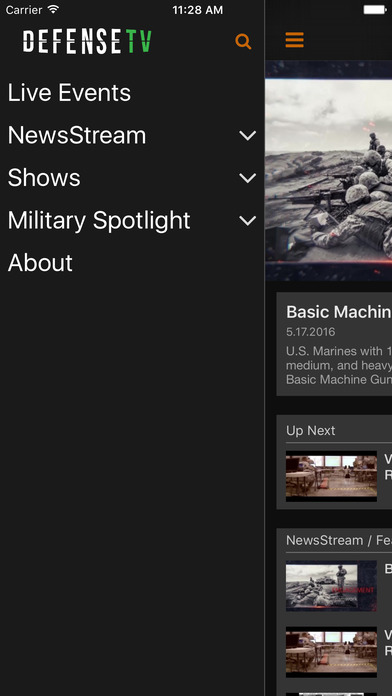 Carrier 11:28 AM
DEFENSETV
Live Events
NewsStream
Shows
Military Spotlight
About
Basic Machin
5.17.2016
U.S. Marines with 1
medium, and heavy
Basic Machine Gun
Up Next
V
R
NewsStream / Fea
B
V
R